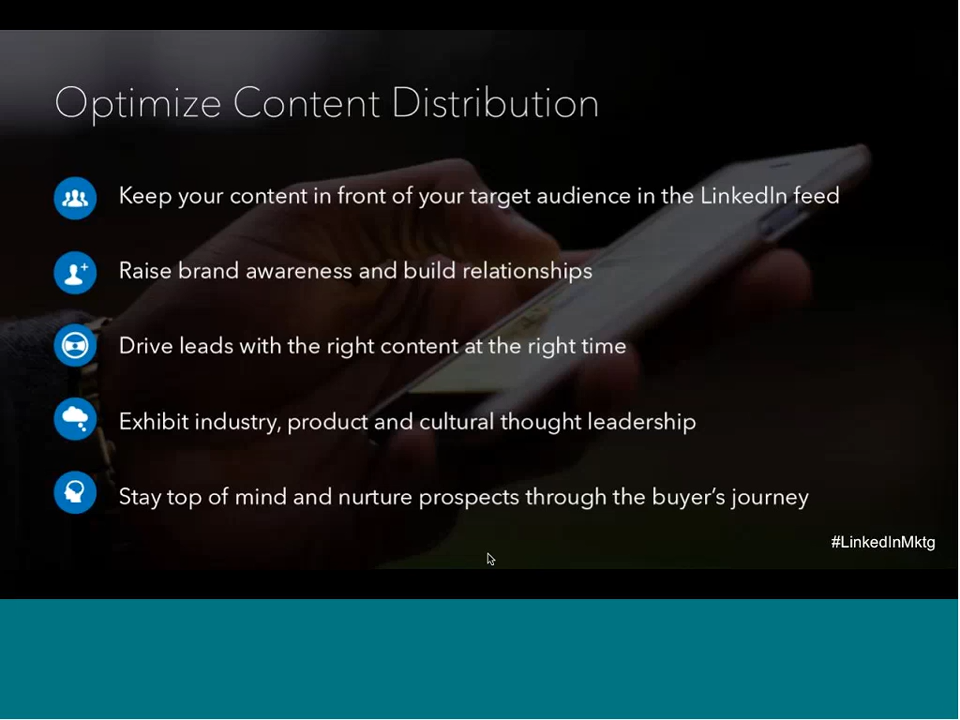 Optimize Content Distribution
Keep your content in front of your target audience in the LinkedIn feed
Raise brand awareness and build relationships
Drive leads with the right content at the right time
Exhibit industry, product and cultural thought leadership
Stay top of mind and nurture prospects through the buyer’s journey
#LinkedInMktg